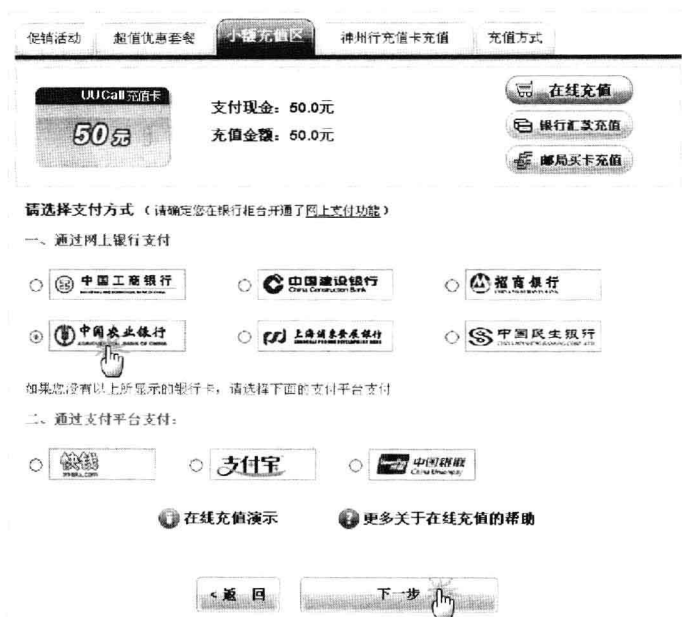 促销活动 超值优惠套餐 小额充值区 神州行充值卡充值 充值方式
UUCall充值卡
50元
支付现金：50.0元
充值金额：50.0元
在线充值
银行汇款充值
邮局买卡充值
请选择支付方式（请确定您在银行柜台开通了网上支付功能）
一、通过网上银行支付
中国工商银行 中国建设银行 China Construction Bank 招商银行
中国农业银行 上海浦东发展银行 中国民生银行
如果您没有以上所显示的银行卡，请选择下面的支付平台支付
二、通过支付平台支付：
快钱 支付宝 中国银联 China Unionpay
在线充值演示 更多关于在线充值的帮助
<返 回 下一步